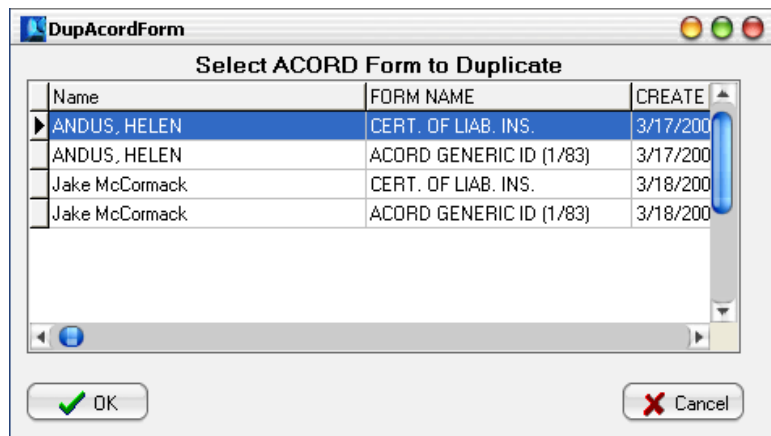 DupAcordForm
Select ACORD Form to Duplicate
Name FORM NAME CREATE
ANDUS, HELEN CERT. OF LIAB. INS. 3/17/200
ANDUS, HELEN ACORD GENERIC ID (1/83) 3/17/200
Jake McCormack CERT. OF LIAB. INS. 3/18/200
Jake McCormack ACORD GENERIC ID (1/83) 3/18/200
OK Cancel